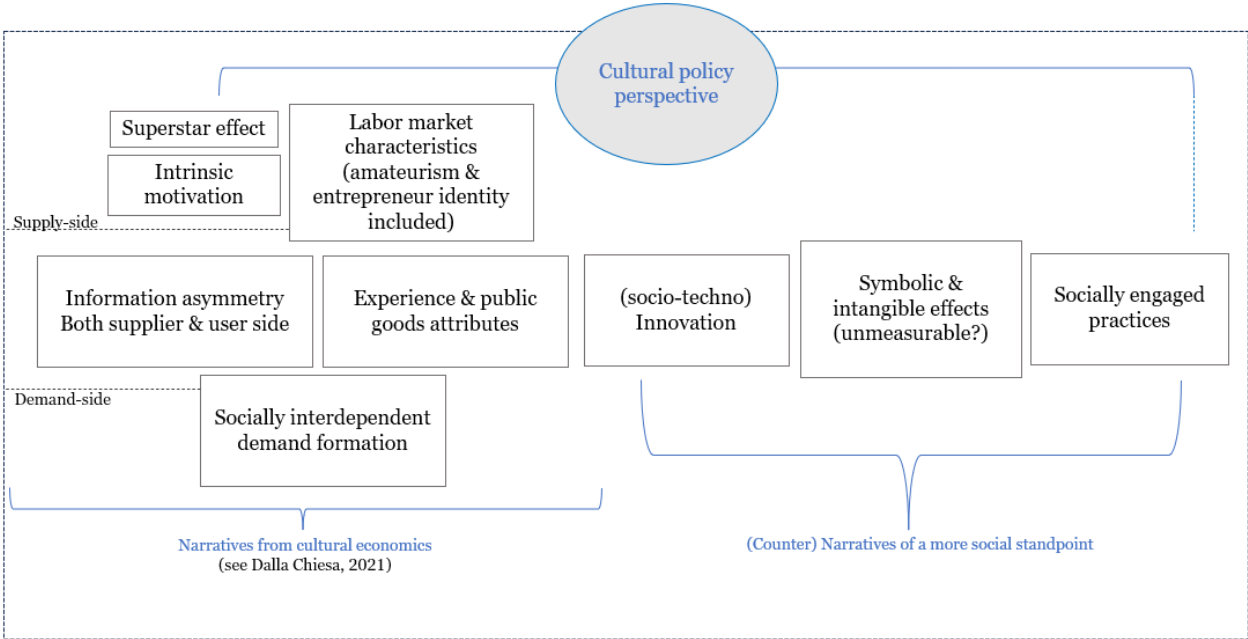 Cultural policy
perspective
Superstar effect
Intrinsic
motivation
Labor market
characteristics
(amateurism &
entrepreneur identity
included)
Supply-side
Information asymmetry
Both supplier & user side
Experience & public
goods attributes
(socio-techno)
Innovation
Symbolic &
intangible effects
(unmeasurable?)
Socially engaged
practices
Demand-side
Socially interdependent
demand formation
Narratives from cultural economics
(see Dalla Chiesa, 2021)
(Counter) Narratives of a more social standpoint